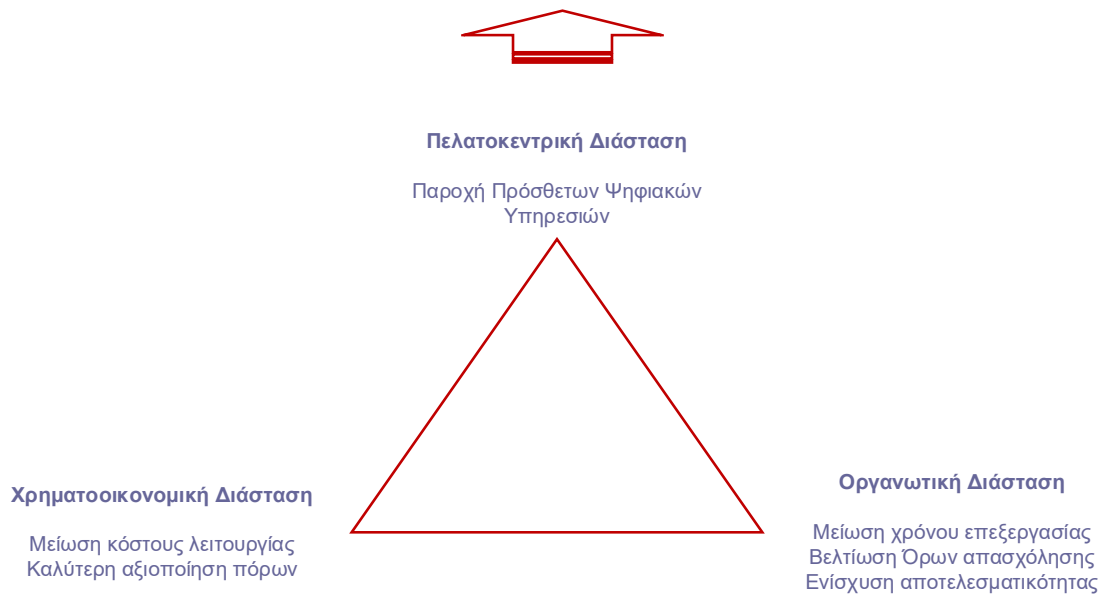 Πελατοκεντρική Διάσταση
Παροχή Πρόσθετων Ψηφιακών
Υπηρεσιών
Χρηματοοικονομική Διάσταση
Μείωση κόστους λειτουργίας
Καλύτερη αξιοποίηση πόρων
Οργανωτική Διάσταση
Μείωση χρόνου επεξεργασίας
Βελτίωση Όρων απασχόλησης
Ενίσχυση αποτελεσματικότητας